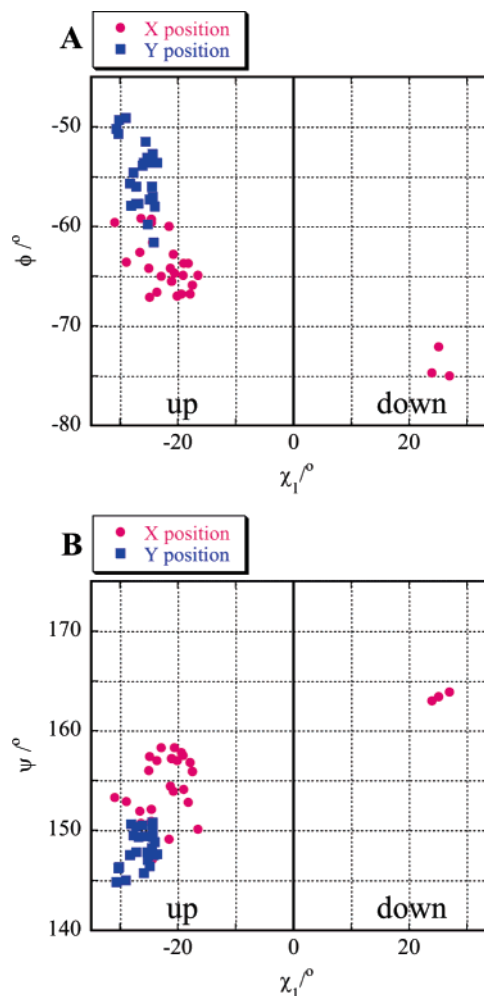 A
X position
Y position
-50
-60
-70
-80
ϕ /°
up
down
-20
0
20
χ1/°
B
X position
Y position
170
160
150
140
ψ /°
up
down
-20
0
20
χ1/°